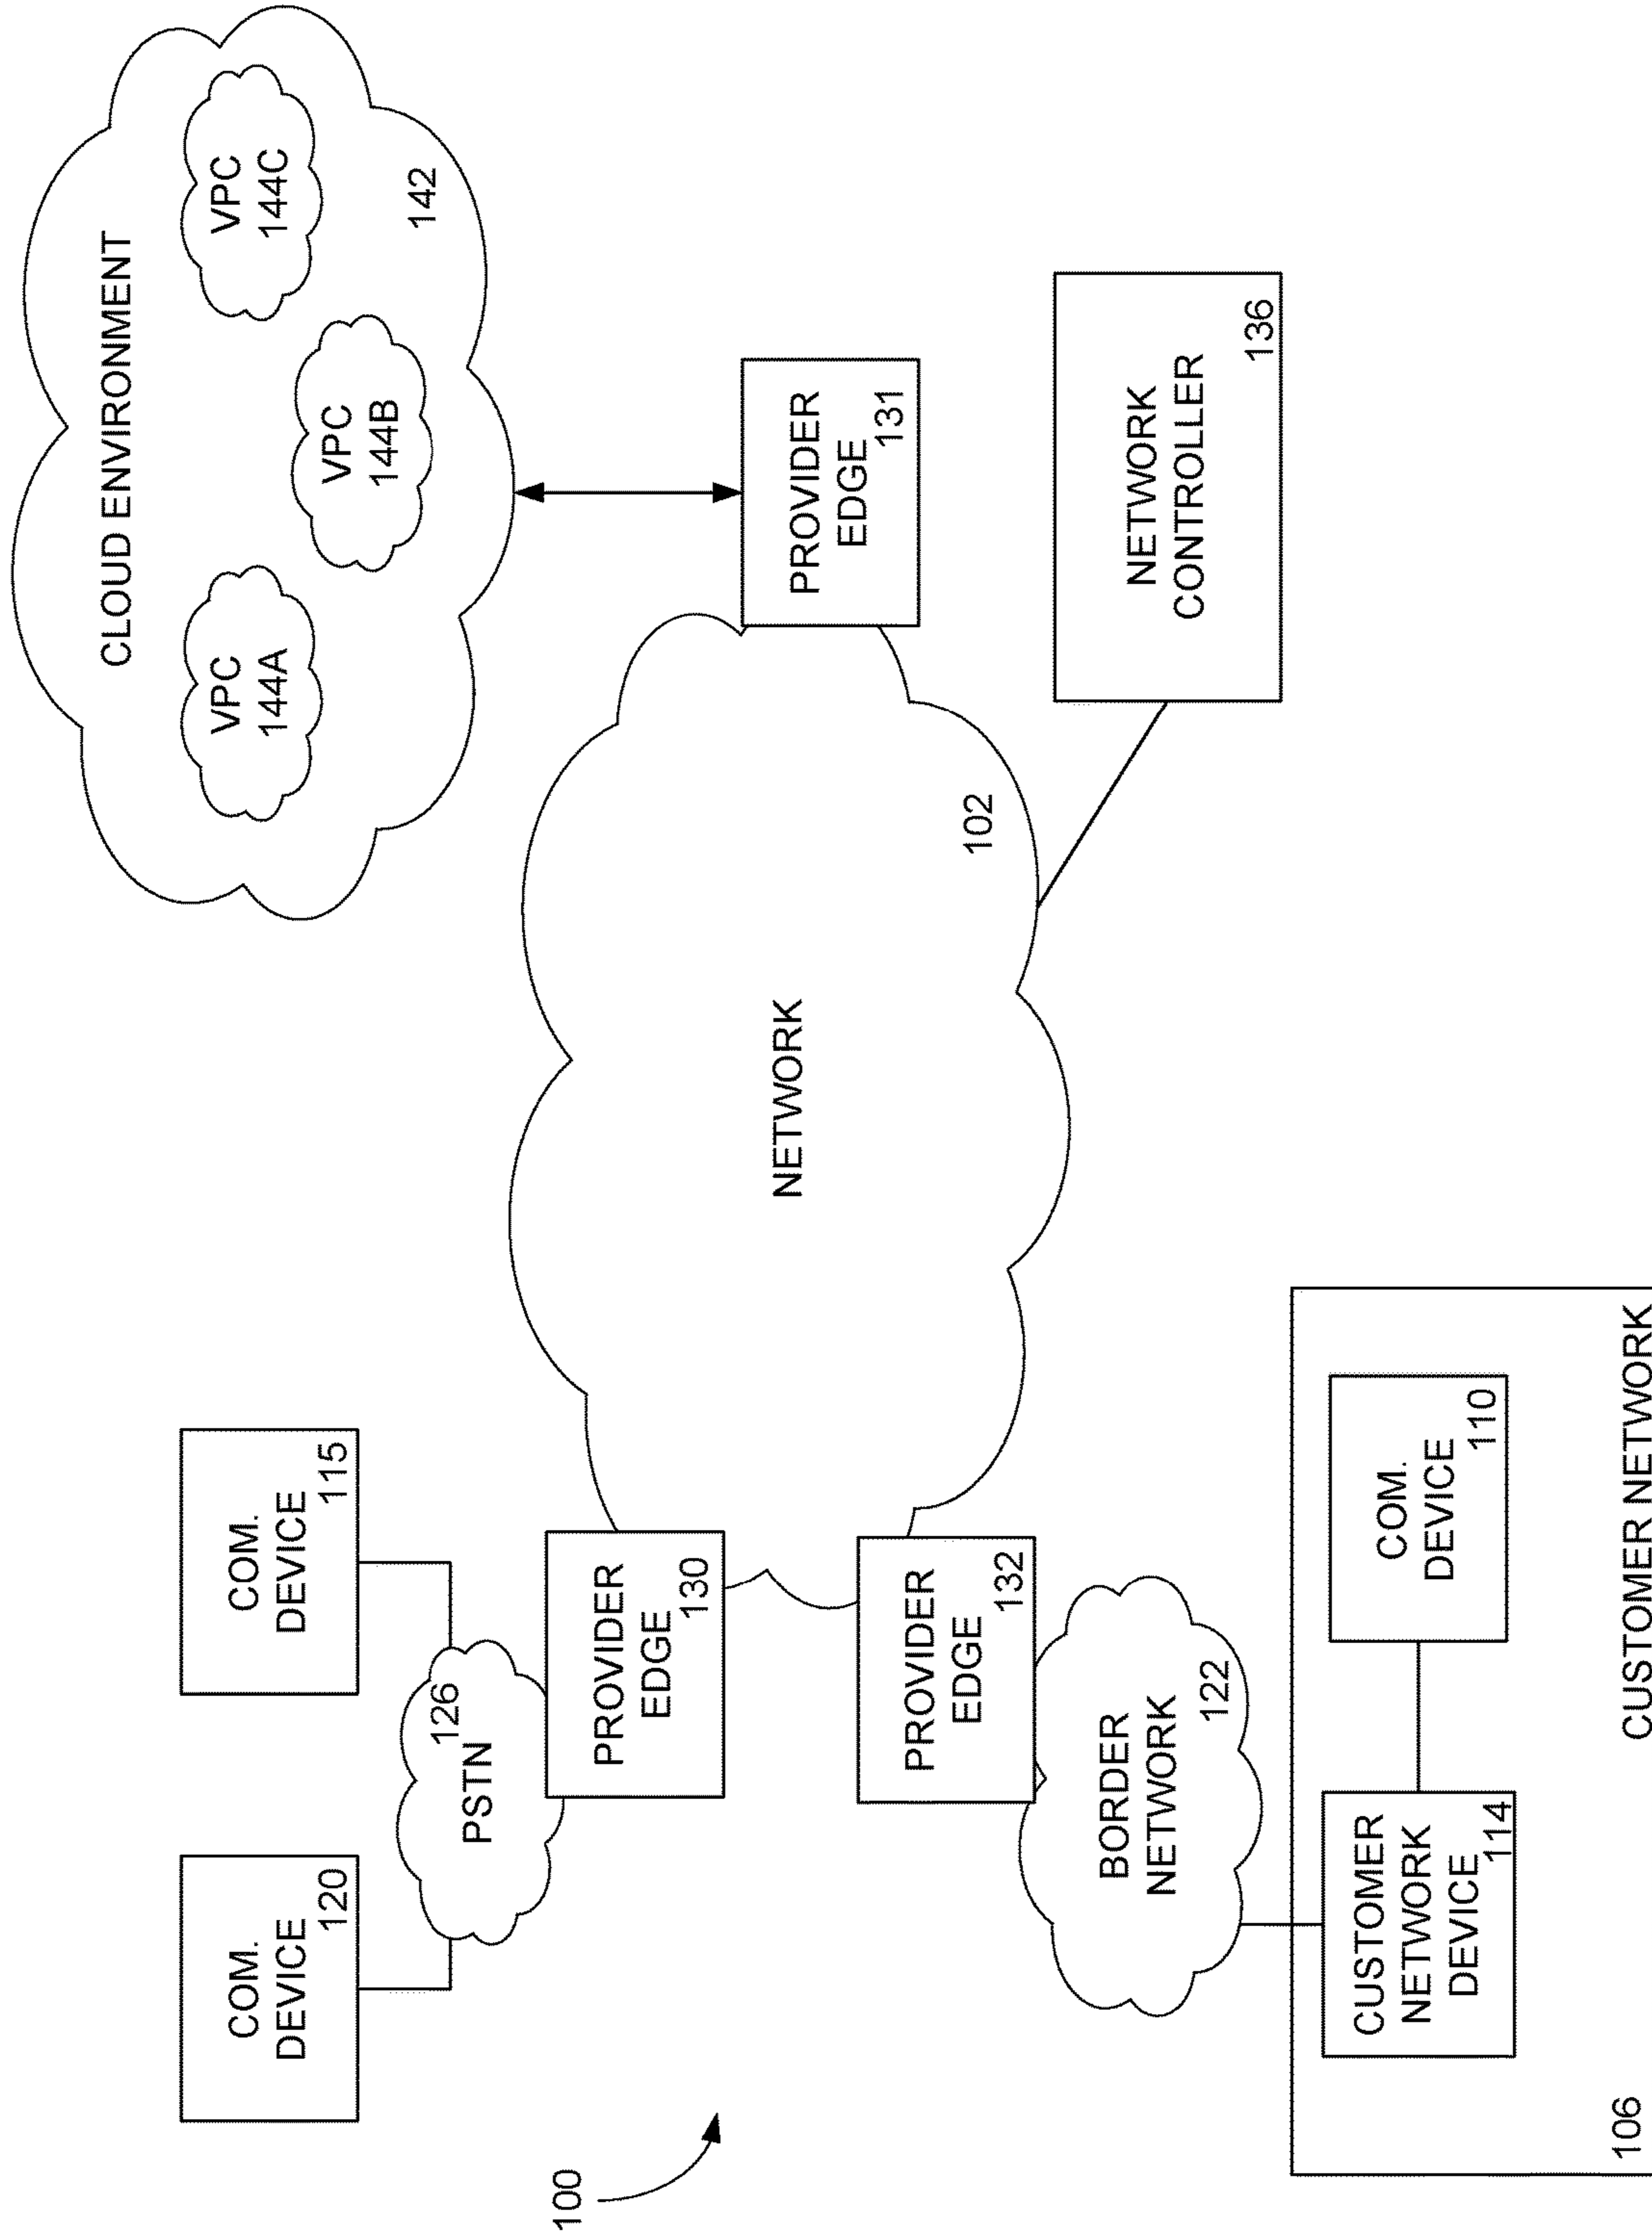 COM.
DEVICE
120
COM.
DEVICE
115
CLOUD ENVIRONMENT
VPC
144A
VPC
144B
VPC
144C
142
126
PSTN
100
PROVIDER
EDGE
130
NETWORK
102
PROVIDER
EDGE
131
PROVIDER
EDGE
132
BORDER
NETWORK
122
NETWORK
CONTROLLER
136
CUSTOMER
NETWORK
DEVICE
114
COM.
DEVICE
110
106
CUSTOMER NETWORK